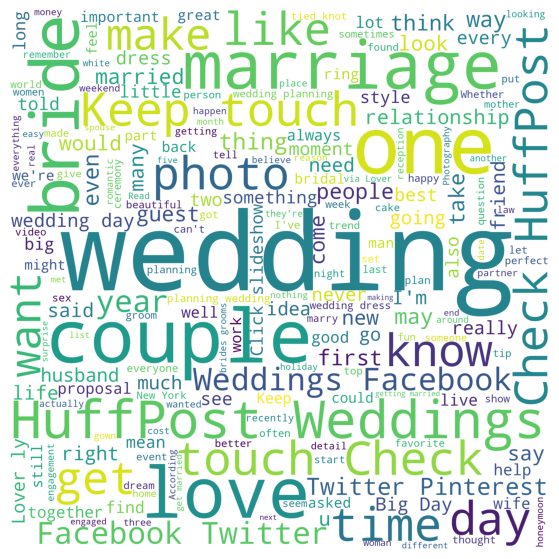 wedding
couple
marriage
one
love
bride
HuffPost Weddings
Check HuffPost
Keep touch
touch Check
Weddings Facebook
Facebook Twitter
Twitter Pinterest
photo
know
like
make
want
get
time
day
year
way
think
look
every
people
thing
relationship
married
would
even
many
wedding day
guest
big
said
husband
life
proposal
right
together
find
first
new
may
really
good
go
idea
two
something
need
moment
style
dress
little
told
long
important
great
lot
ring
always
best
take
friend
going
also
come
man
never
I'm
bridal
part
back
we're
might
well
work
see
live
much
mean
still
Lover ly
Big Day
wife
say
help
could
u
seem
asked
Click slideshow
money
remember
feel
sometimes
found
tied knot
looking
world
women
white
weekend
person
place
wedding planning
happen
month
getting
put
mother
Whether
everything
easy
made
real
ever
give
spouse
tell
believe
reason
reception
via Lover
Photography
another
question
law
romantic
ceremony
Read
beautiful
five
they're
happy
got
I've
week
cake
trend
set
date
let
perfect
partner
met
video
can't
night
last
plan
planning
planning wedding
nothing
wedding dress
making
marry
around
end
fun
someone
tip
sex
groom
brides grooms
list
surprise
everyone
holiday
top
Keep
New York
wanted
actually
cost
recently
often
detail
favorite
getting married
show
gown
event
According
better
start
engagement
dream
home
get married
engaged
three
next
woman
different
thought
honeymoon